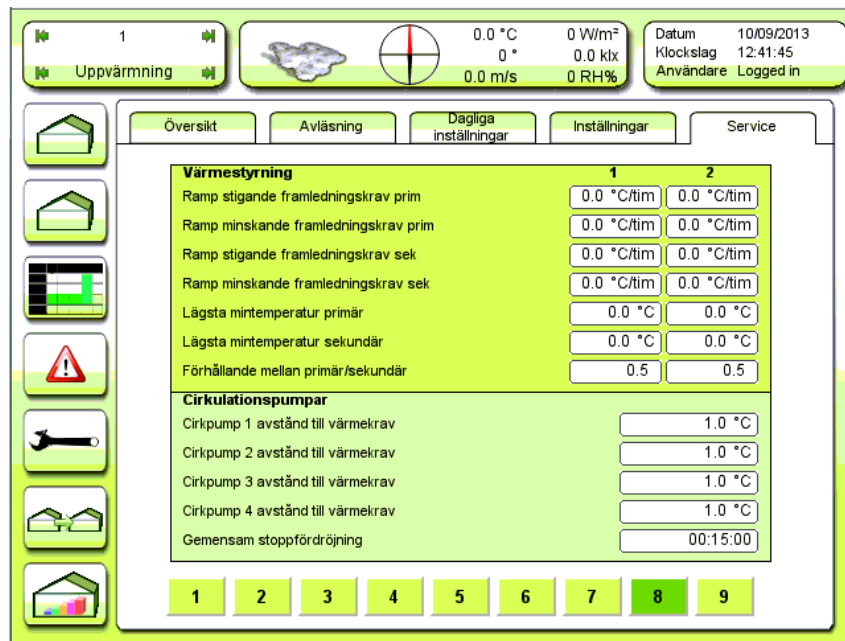 1
Uppvärmning
0.0 °C 0 W/m²
0 ° 0.0 klx
0.0 m/s 0 RH%
Datum 10/09/2013
Klockslag 12:41:45
Användare Logged in
Översikt Avläsning Dagliga inställningar Inställningar Service
Värmestyrning 1 2
Ramp stigande framledningskrav prim 0.0 °C/tim 0.0 °C/tim
Ramp minskande framledningskrav prim 0.0 °C/tim 0.0 °C/tim
Ramp stigande framledningskrav sek 0.0 °C/tim 0.0 °C/tim
Ramp minskande framledningskrav sek 0.0 °C/tim 0.0 °C/tim
Lägsta mintemperatur primär 0.0 °C 0.0 °C
Lägsta mintemperatur sekundär 0.0 °C 0.0 °C
Förhållande mellan primär/sekundär 0.5 0.5
Cirkulationspumpar
Cirkpump 1 avstånd till värmekrav 1.0 °C
Cirkpump 2 avstånd till värmekrav 1.0 °C
Cirkpump 3 avstånd till värmekrav 1.0 °C
Cirkpump 4 avstånd till värmekrav 1.0 °C
Gemensam stoppfördröjning 00:15:00
1 2 3 4 5 6 7 8 9